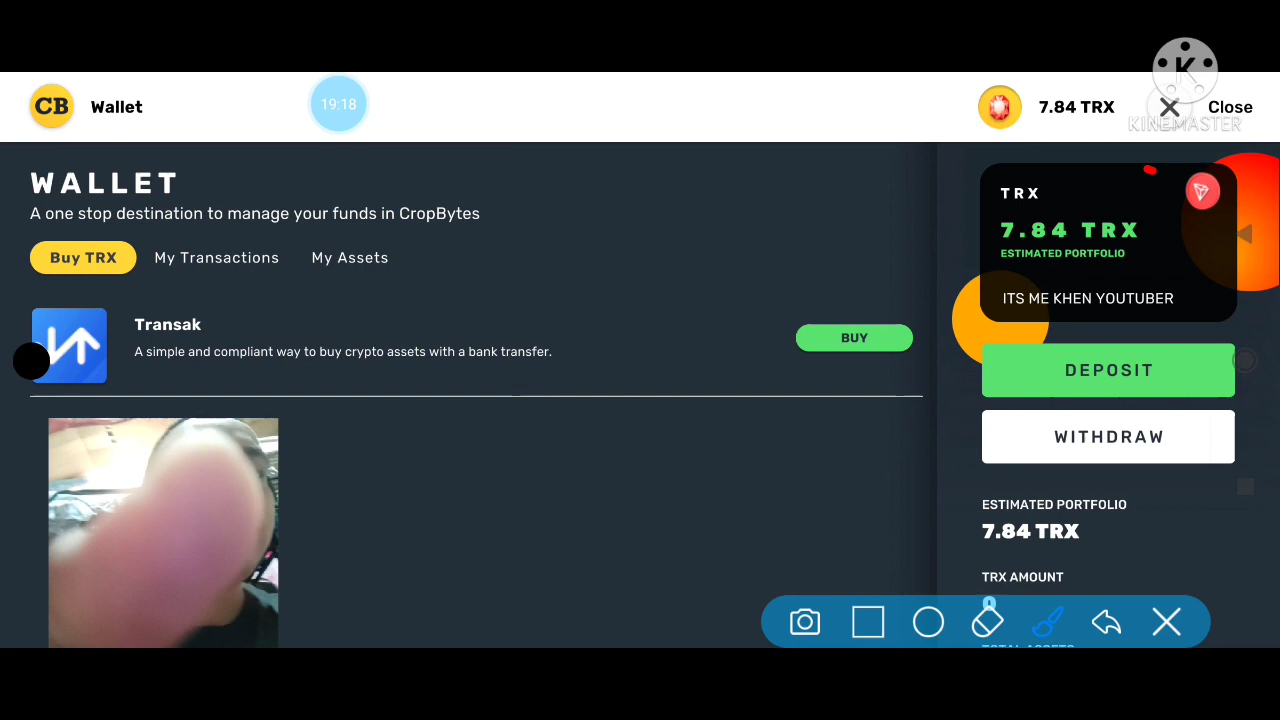 CB Wallet
19:18
7.84 TRX
Close
K
KINEMASTER
WALLET
A one stop destination to manage your funds in CropBytes
Buy TRX
My Transactions
My Assets
Transak
A simple and compliant way to buy crypto assets with a bank transfer.
BUY
TRX
7.84 TRX
ESTIMATED PORTFOLIO
ITS ME KHEN YOUTUBER
DEPOSIT
WITHDRAW
ESTIMATED PORTFOLIO
7.84 TRX
TRX AMOUNT
TOTAL ASSETS